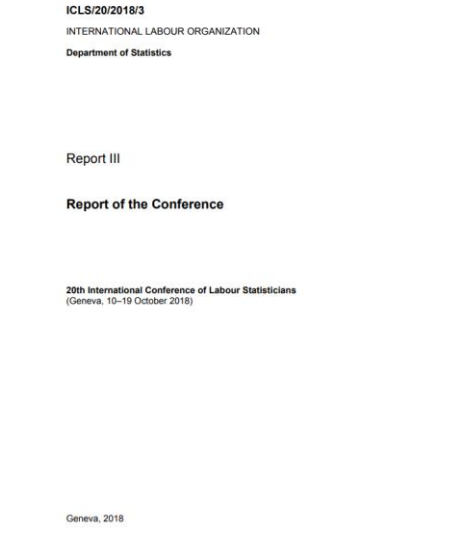 ICLS/20/2018/3
INTERNATIONAL LABOUR ORGANIZATION
Department of Statistics
Report III
Report of the Conference
20th International Conference of Labour Statisticians
(Geneva, 10–19 October 2018)
Geneva, 2018